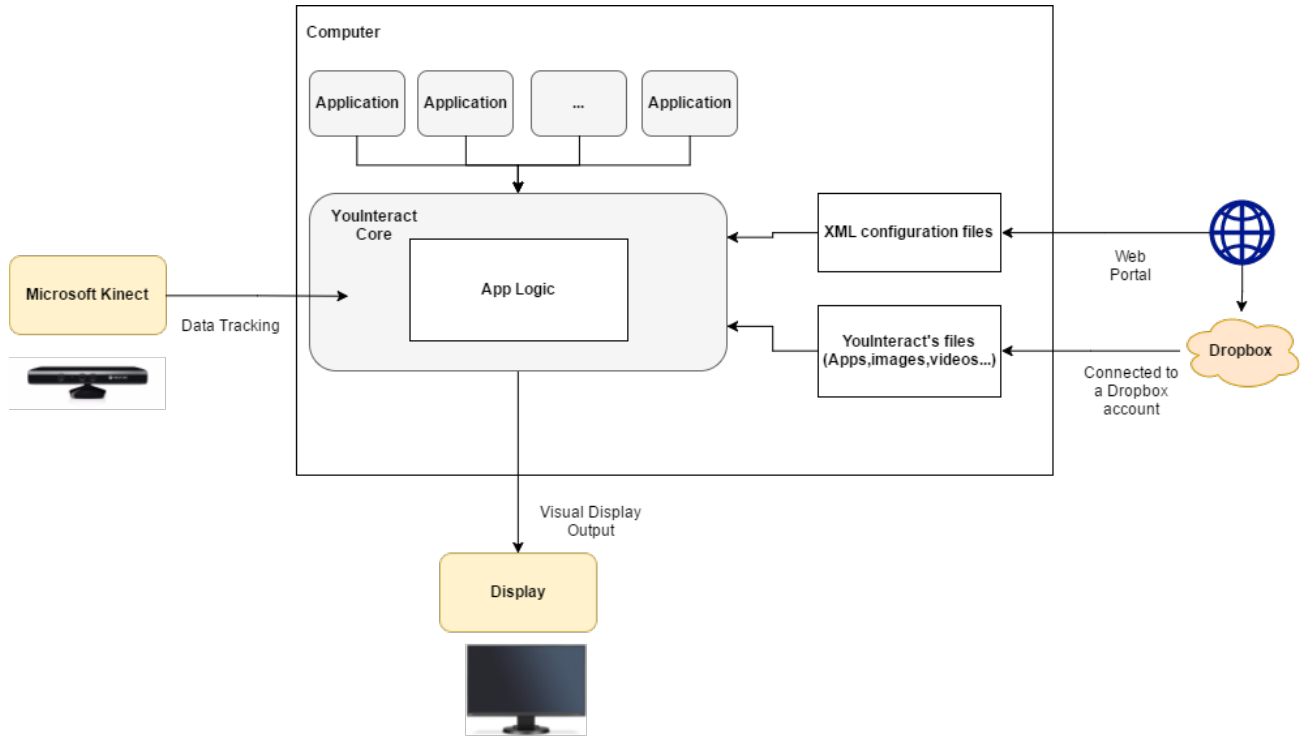 Computer
Application
Application
...
Application
YouInteract
Core
App Logic
XML configuration files
Web
Portal
Microsoft Kinect
Data Tracking
YouInteract's files
(Apps,images,videos...)
Dropbox
Connected to
a Dropbox
account
Visual Display
Output
Display